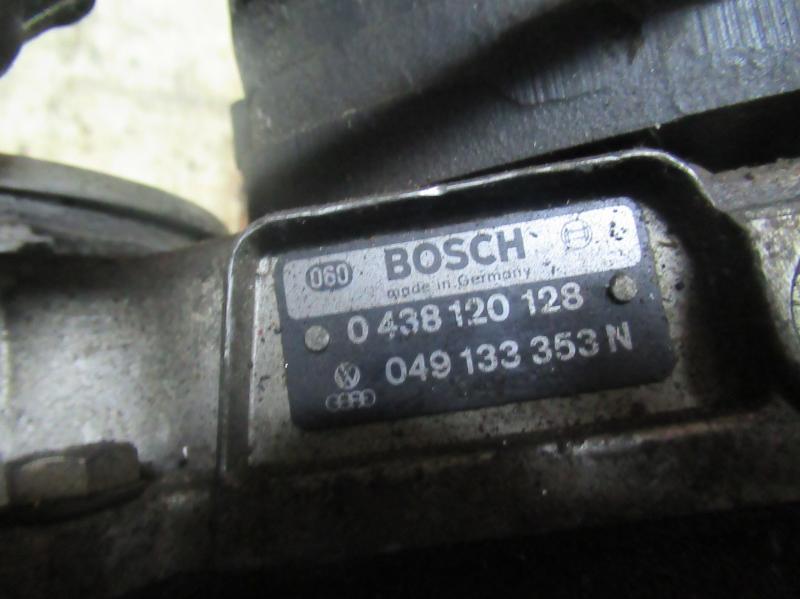 060 BOSCH
made in Germany
0 438 120 128
049 133 353 N